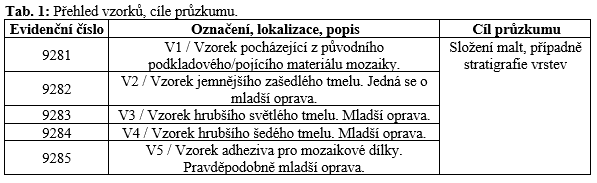 Tab. 1: Přehled vzorků, cíle průzkumu.
Evidenční číslo
Označení, lokalizace, popis
Cíl průzkumu
9281
V1 / Vzorek pocházející z původního
podkladového/pojícího materiálu mozaiky.
Složení malt, případně
stratigrafie vrstev
9282
V2 / Vzorek jemnějšího zašedlého tmelu. Jedná se o
mladší oprava.
9283
V3 / Vzorek hrubšího světlého tmelu. Mladší oprava.
9284
V4 / Vzorek hrubšího šedého tmelu. Mladší oprava.
9285
V5 / Vzorek adheziva pro mozaikové dílky.
Pravděpodobně mladší oprava.